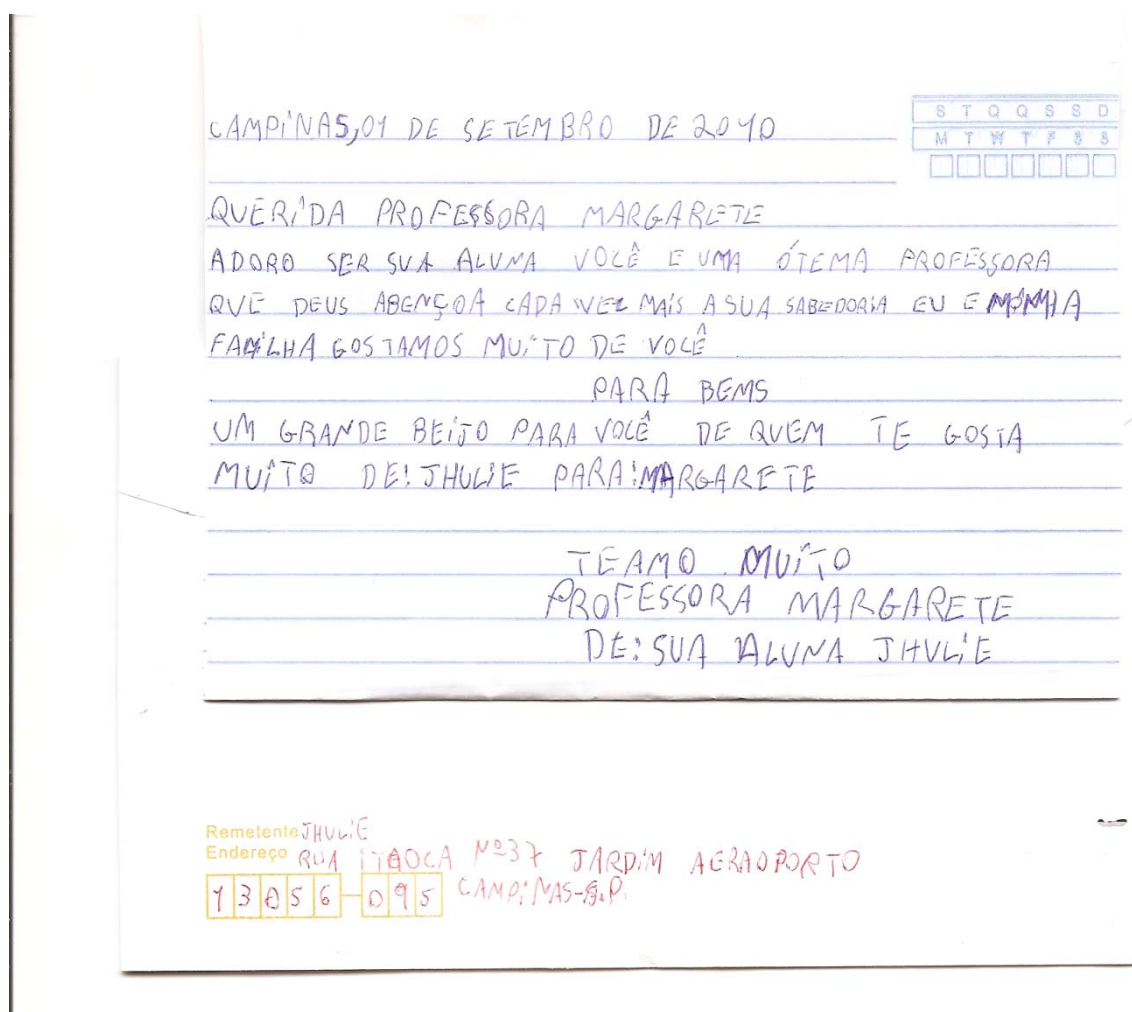 CAMPINAS,01 DE SETEMBRO DE 2010
S T Q Q S S D
M T W T F S S
QUERIDA PROFESSORA MARGARETE
ADORO SER SUA ALUNA VOCÊ E UMA ÓTEMA PROFESSORA
QUE DEUS ABENÇOA CADA VEZ MAIS A SUA SABEDORIA EU E MINHA
FAMILHA GOSTAMOS MUITO DE VOCÊ
PARA BEMS
UM GRANDE BEIJO PARA VOCÊ DE QUEM TE GOSTA
MUITO DE: JHULIE PARA: MARGARETE
TEAMO MUITO
PROFESSORA MARGARETE
DE: SUA ALUNA JHULIE
Remetente JHULIE
Endereço RUA ITAOCA Nº37 JARDIM AERAOPORTO
13056-095 CAMPINAS-S.P.